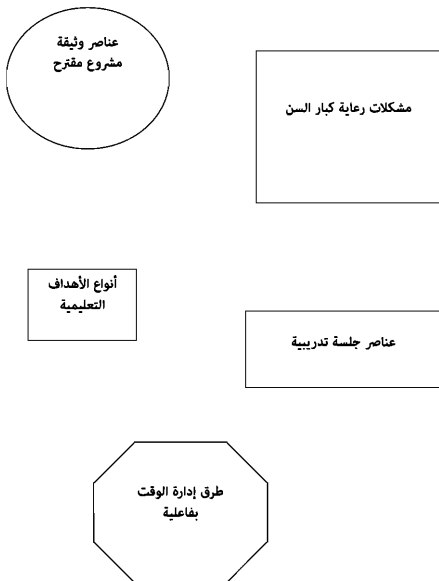 عناصر وثيقة
مشروع مقترح
مشكلات رعاية كبار السن
أنواع الأهداف
التعليمية
عناصر جلسة تدريبية
طرق إدارة الوقت
بفاعلية